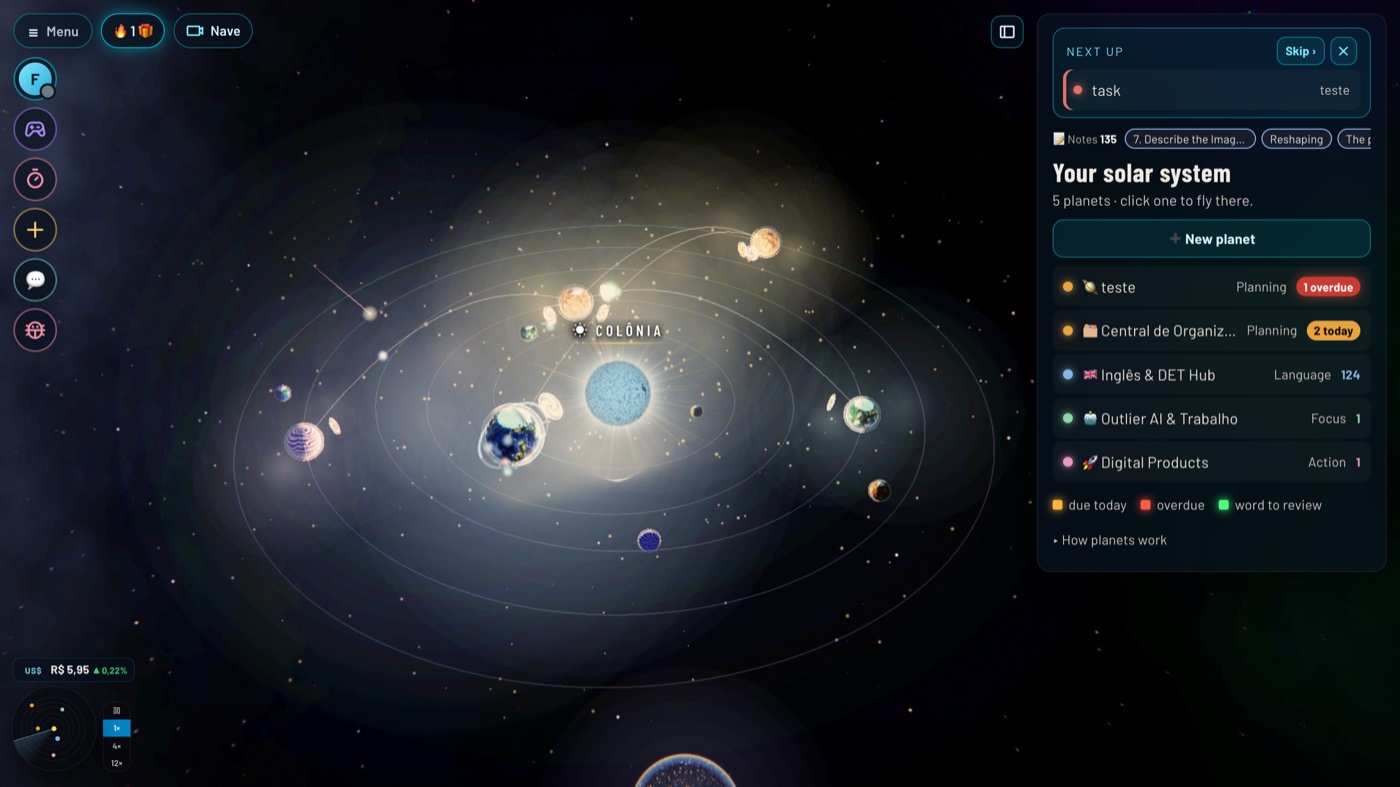 ≡ Menu
🔥 1 🎁
Nave
F
COLÔNIA
US$ R$ 5,95 ▲ 0,22%
1×
4×
12×
NEXT UP
Skip ›
✕
task teste
📝 Notes 135 7. Describe the Imag... Reshaping The p
Your solar system
5 planets · click one to fly there.
➕ New planet
🪐 teste Planning 1 overdue
🗂️ Central de Organiz... Planning 2 today
🇬🇧 Inglês & DET Hub Language 124
🤖 Outlier AI & Trabalho Focus 1
🚀 Digital Products Action 1
due today overdue word to review
▸ How planets work